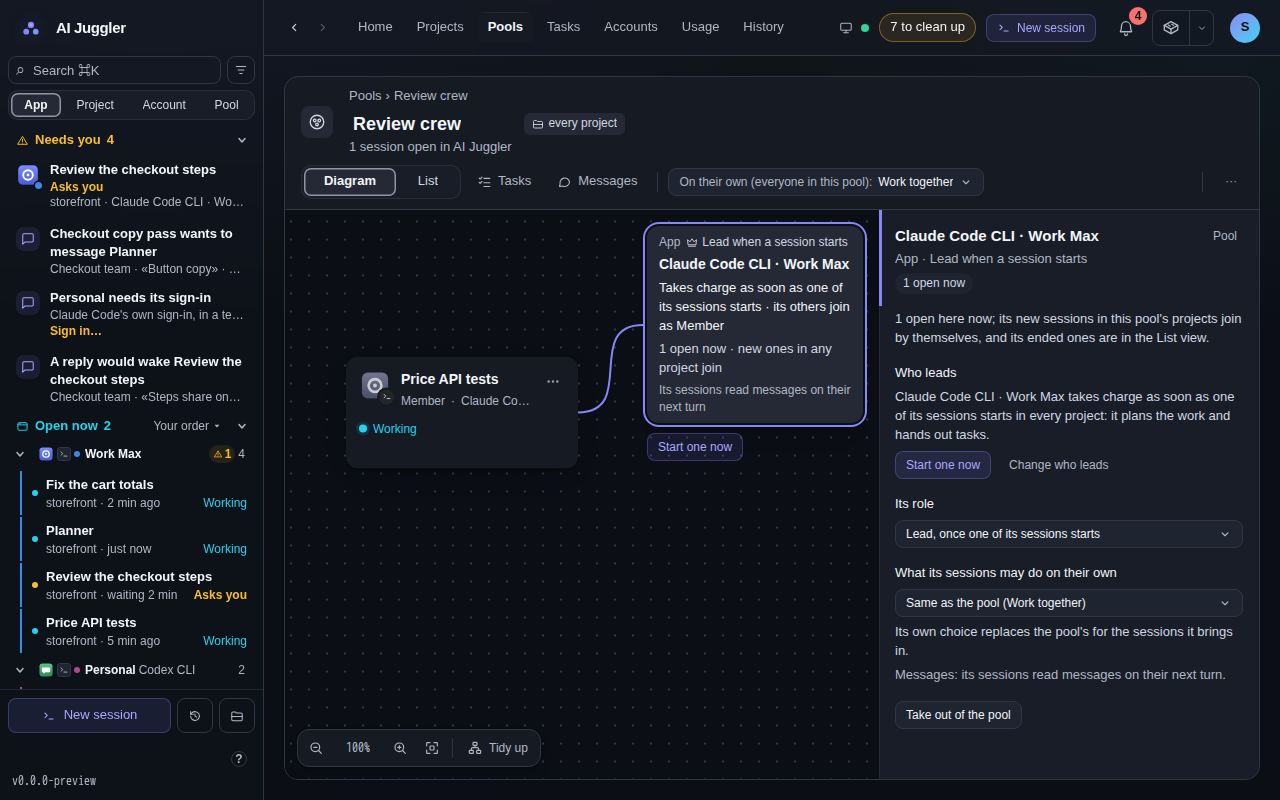 AI Juggler
Search ⌘K
App
Project
Account
Pool
Needs you 4
Review the checkout steps
Asks you
storefront · Claude Code CLI · Wo…
Checkout copy pass wants to
message Planner
Checkout team · «Button copy» · …
Personal needs its sign-in
Claude Code's own sign-in, in a te…
Sign in…
A reply would wake Review the
checkout steps
Checkout team · «Steps share on…
Open now 2
Your order
Work Max
1
4
Fix the cart totals
storefront · 2 min ago
Working
Planner
storefront · just now
Working
Review the checkout steps
storefront · waiting 2 min
Asks you
Price API tests
storefront · 5 min ago
Working
Personal Codex CLI
2
New session
?
v0.0.0-preview
Home
Projects
Pools
Tasks
Accounts
Usage
History
7 to clean up
New session
4
S
Pools › Review crew
Review crew
every project
1 session open in AI Juggler
Diagram
List
Tasks
Messages
On their own (everyone in this pool): Work together
Price API tests
Member · Claude Co…
Working
App Lead when a session starts
Claude Code CLI · Work Max
Takes charge as soon as one of
its sessions starts · its others join
as Member
1 open now · new ones in any
project join
Its sessions read messages on their
next turn
Start one now
100%
Tidy up
Claude Code CLI · Work Max
Pool
App · Lead when a session starts
1 open now
1 open here now; its new sessions in this pool's projects join
by themselves, and its ended ones are in the List view.
Who leads
Claude Code CLI · Work Max takes charge as soon as one
of its sessions starts in every project: it plans the work and
hands out tasks.
Start one now
Change who leads
Its role
Lead, once one of its sessions starts
What its sessions may do on their own
Same as the pool (Work together)
Its own choice replaces the pool's for the sessions it brings
in.
Messages: its sessions read messages on their next turn.
Take out of the pool